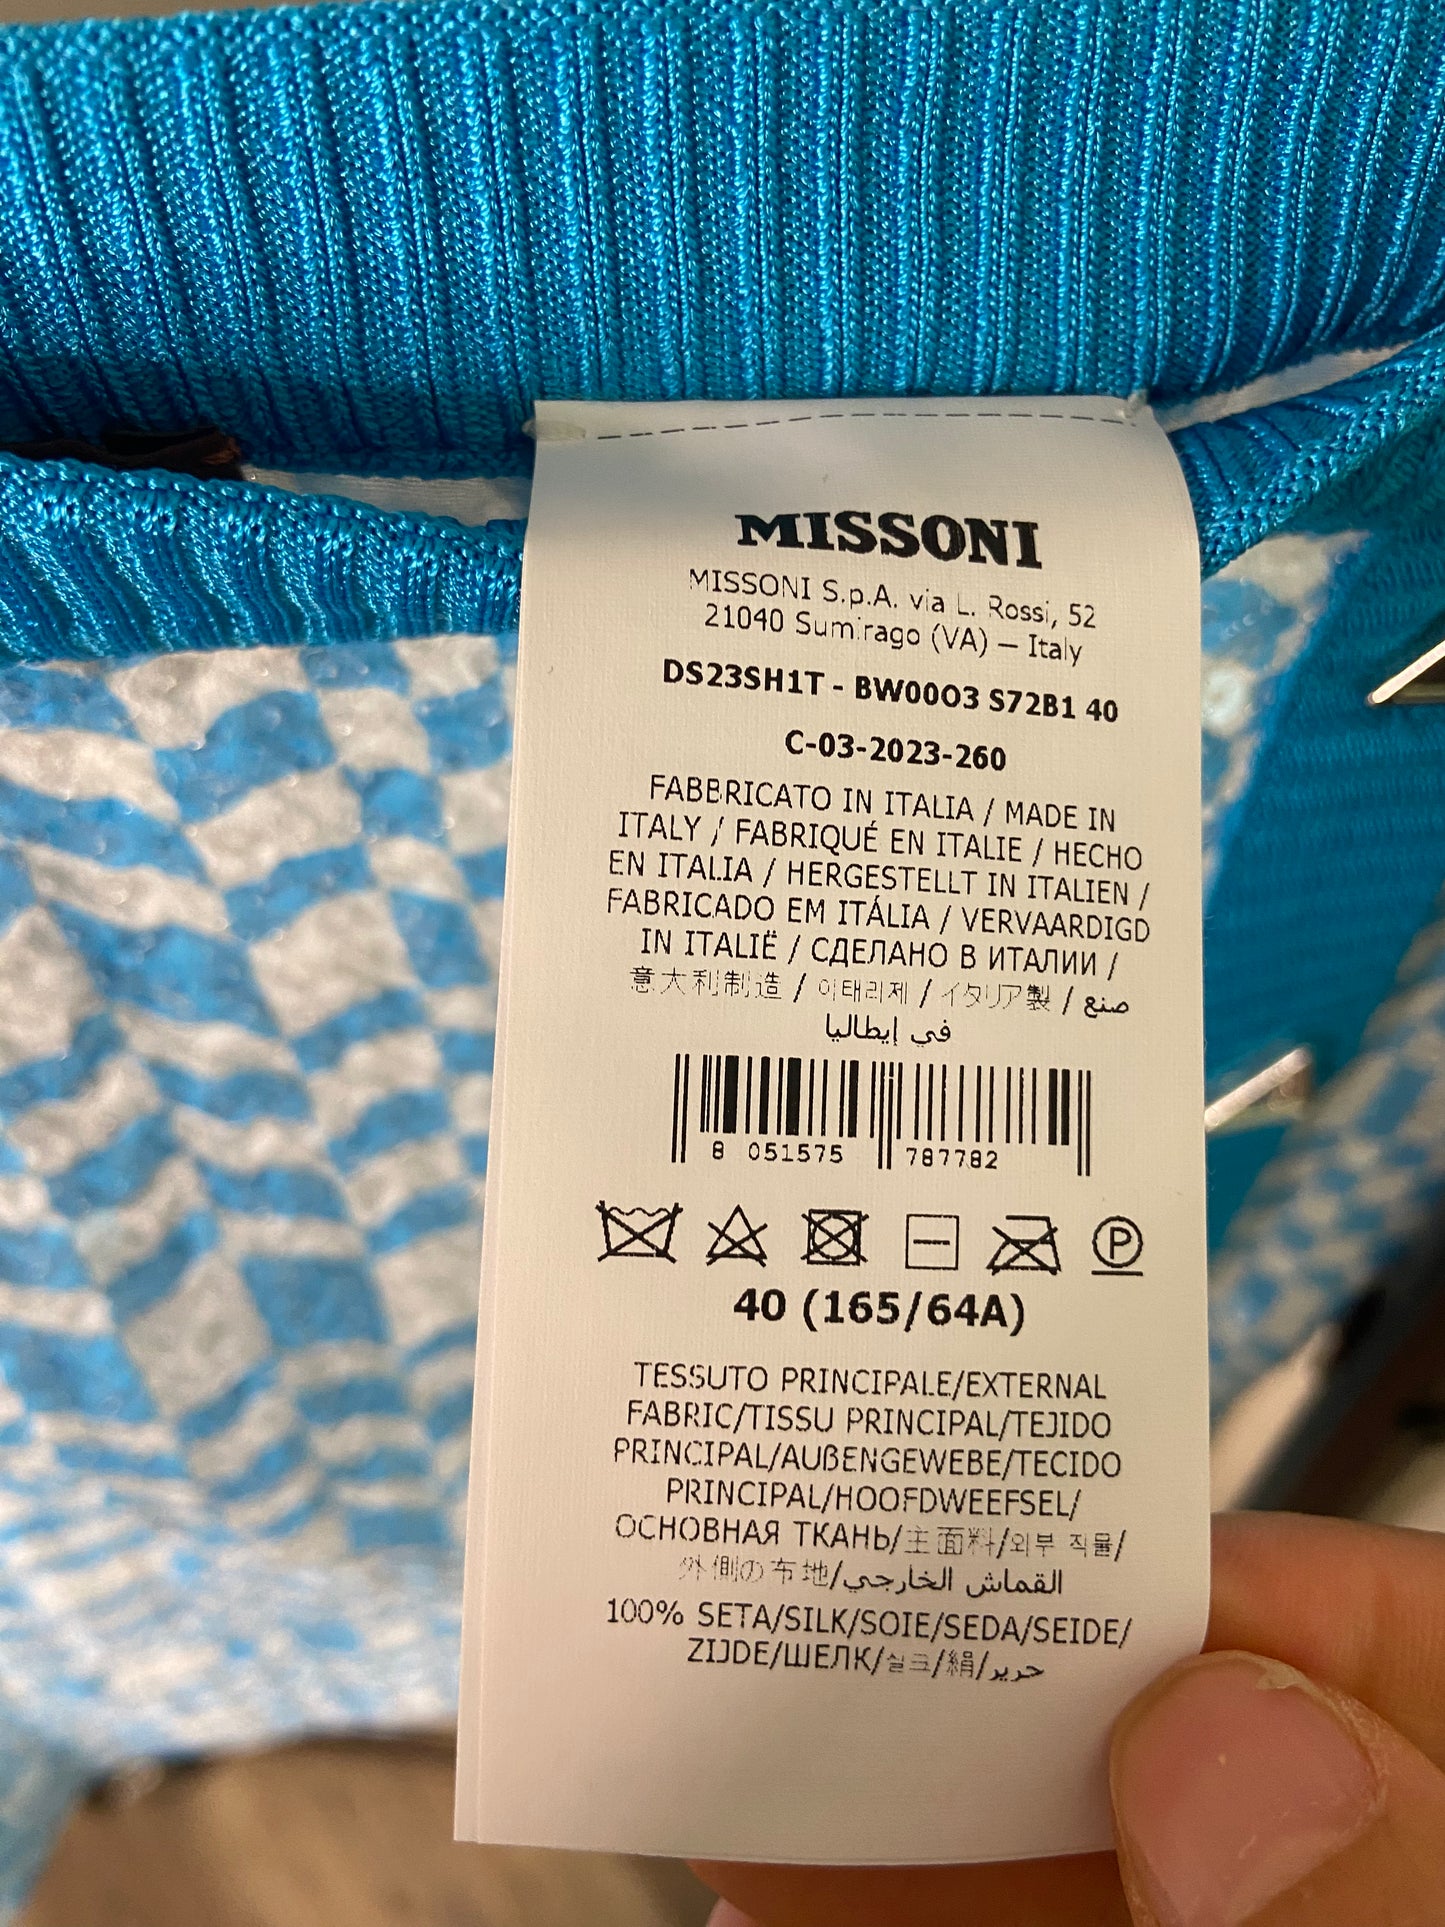 MISSONI
MISSONI S.p.A. via L. Rossi, 52
21040 Sumirago (VA) – Italy
DS23SH1T - BW00O3 S72B1 40
C-03-2023-260
FABBRICATO IN ITALIA / MADE IN
ITALY / FABRIQUÉ EN ITALIE / HECHO
EN ITALIA / HERGESTELLT IN ITALIEN /
FABRICADO EM ITÁLIA / VERVAARDIGD
IN ITALIË / СДЕЛАНО В ИТАЛИИ /
意大利制造 / 이태리제 / イタリア製 / صنع
في إيطاليا
8 051575 787782
P
40 (165/64A)
TESSUTO PRINCIPALE/EXTERNAL
FABRIC/TISSU PRINCIPAL/TEJIDO
PRINCIPAL/AUßENGEWEBE/TECIDO
PRINCIPAL/HOOFDWEEFSEL/
ОСНОВНАЯ ТКАНЬ/主面料/외부 직물/
外側の布地/القماش الخارجي
100% SETA/SILK/SOIE/SEDA/SEIDE/
ZIJDE/ШЕЛК/실크/絹/حرير